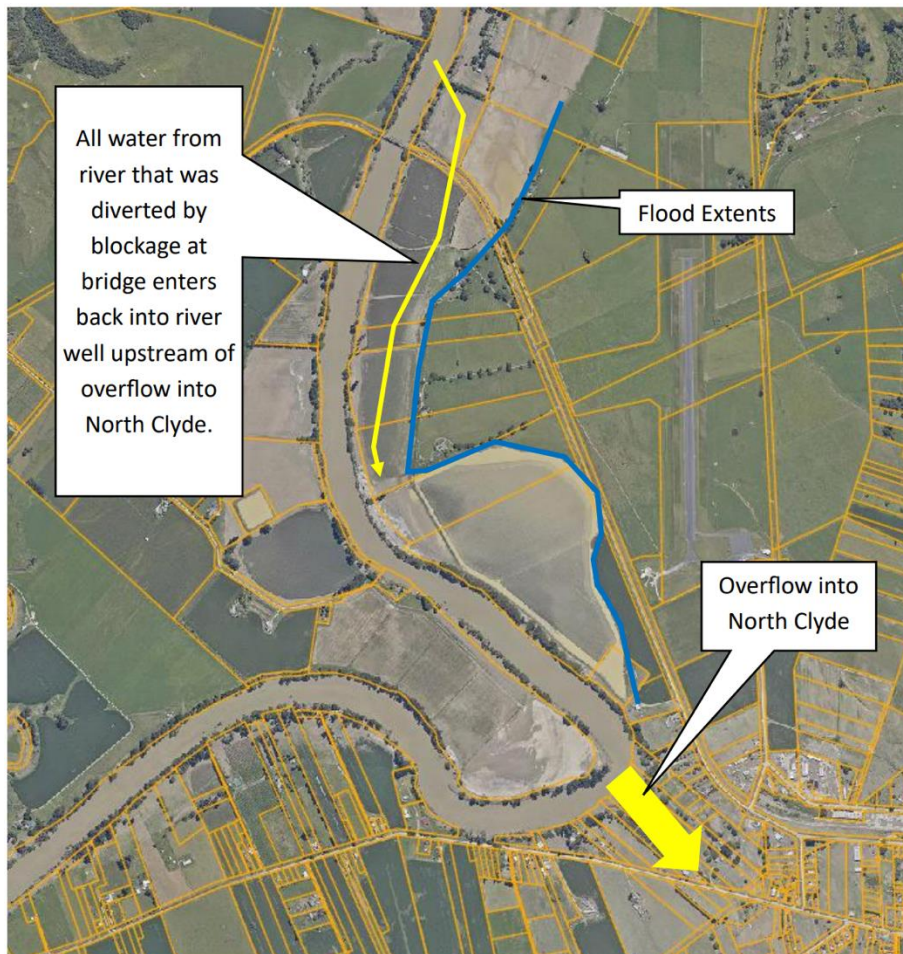 All water from
river that was
diverted by
blockage at
bridge enters
back into river
well upstream of
overflow into
North Clyde.
Flood Extents
Overflow into
North Clyde